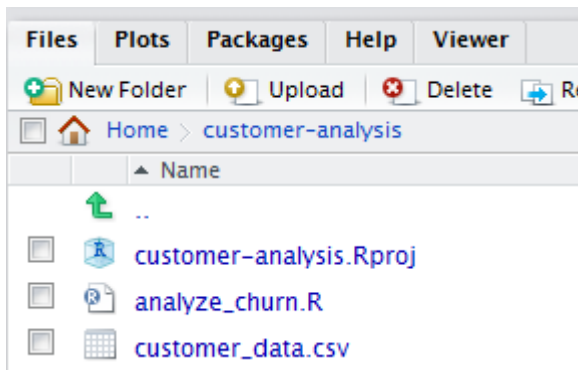 Files Plots Packages Help Viewer
New Folder Upload Delete
Home customer-analysis
Name
..
customer-analysis.Rproj
analyze_churn.R
customer_data.csv